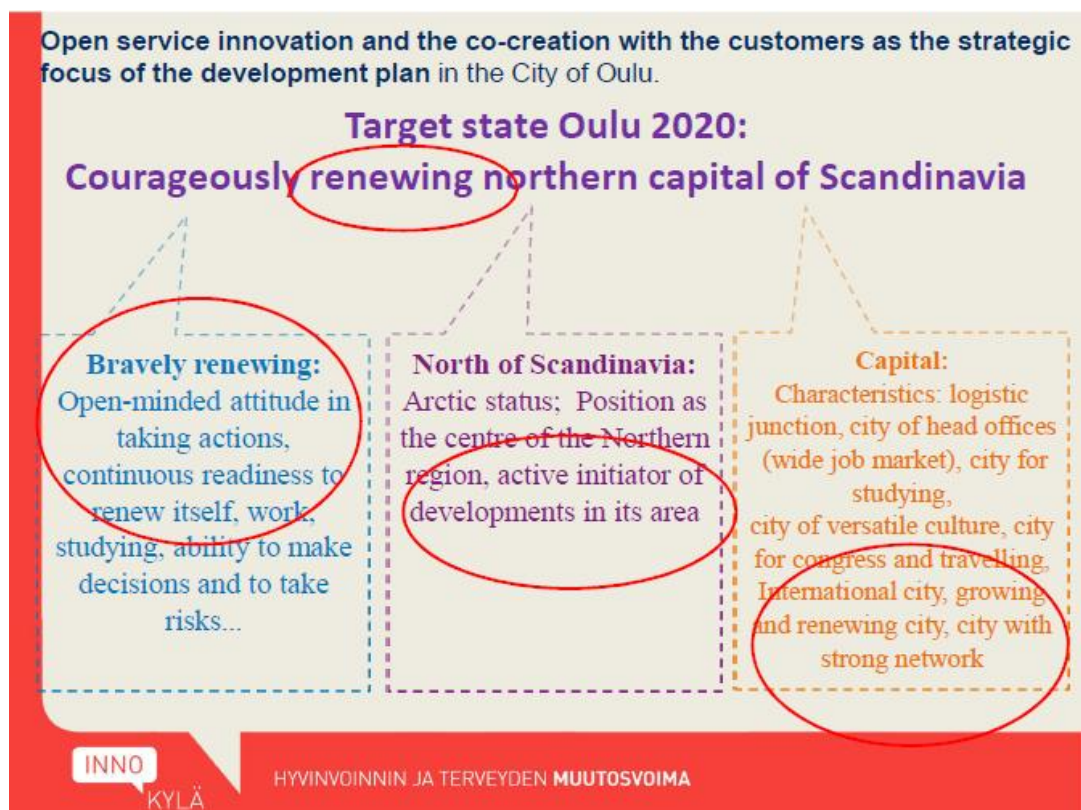 Open service innovation and the co-creation with the customers as the strategic
focus of the development plan in the City of Oulu.
Target state Oulu 2020:
Courageously renewing northern capital of Scandinavia
Bravely renewing:
Open-minded attitude in
taking actions,
continuous readiness to
renew itself, work,
studying, ability to make
decisions and to take
risks...
North of Scandinavia:
Arctic status; Position as
the centre of the Northern
region, active initiator of
developments in its area
Capital:
Characteristics: logistic
junction, city of head offices
(wide job market), city for
studying,
city of versatile culture, city
for congress and travelling,
International city, growing
and renewing city, city with
strong network
INNO
KYLÄ
HYVINVOINNIN JA TERVEYDEN MUUTOSVOIMA